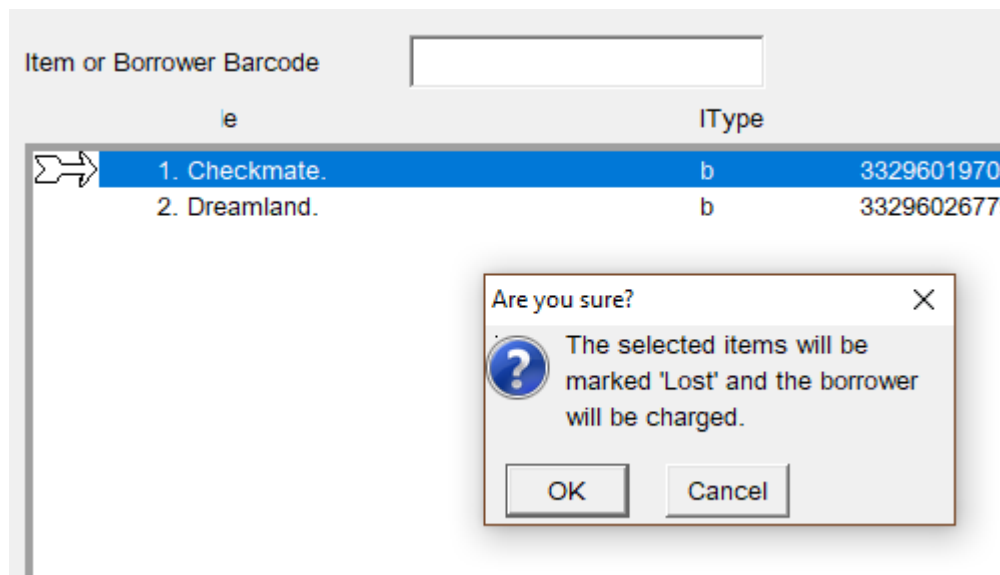 Item or Borrower Barcode
e IType
1. Checkmate. b 3329601970
2. Dreamland. b 3329602677
Are you sure?
The selected items will be
marked 'Lost' and the borrower
will be charged.
OK Cancel